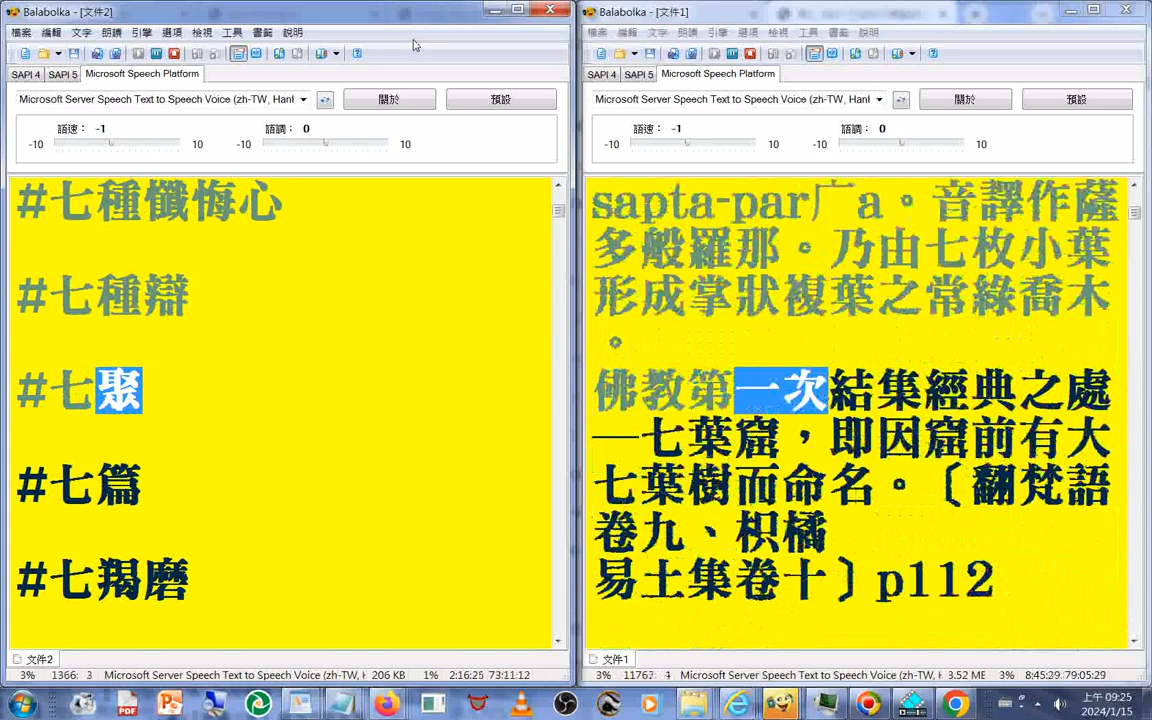 Balabolka - [文件2]
檔案 編輯 文字 朗讀 引擎 選項 檢視 工具 書籤 說明
SAPI 4 SAPI 5 Microsoft Speech Platform
Microsoft Server Speech Text to Speech Voice (zh-TW, Hanl
關於 預設
語速： -1 語調： 0
-10 10 -10 10
#七種懺悔心
#七種辯
#七聚
#七篇
#七羯磨
文件2
3% 1366: 3 Microsoft Server Speech Text to Speech Voice (zh-TW, H 206 KB 1% 2:16:25 73:11:12
Balabolka - [文件1]
檔案 編輯 文字 朗讀 引擎 選項 檢視 工具 書籤 說明
SAPI 4 SAPI 5 Microsoft Speech Platform
Microsoft Server Speech Text to Speech Voice (zh-TW, Hanl
關於 預設
語速： -1 語調： 0
-10 10 -10 10
sapta-par广a。音譯作薩
多般羅那。乃由七枚小葉
形成掌狀複葉之常綠喬木
。
佛教第一次結集經典之處
—七葉窟，即因窟前有大
七葉樹而命名。〔翻梵語
卷九、枳橘
易土集卷十〕p112
文件1
3% 11767: 4 Microsoft Server Speech Text to Speech Voice (zh-TW, H 3.52 ME 3% 8:45:39 79:05:29
上午 09:25
2024/1/15